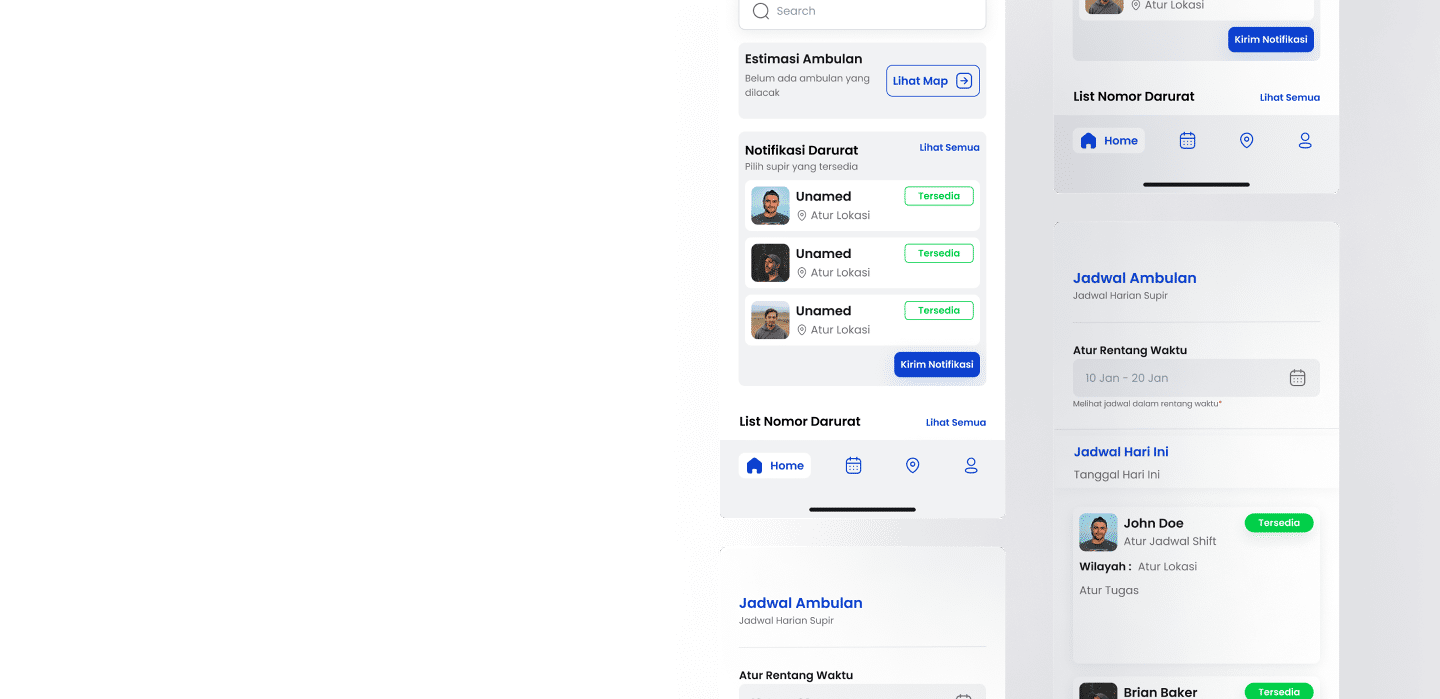 Search
Estimasi Ambulan
Belum ada ambulan yang
dilacak
Lihat Map
Notifikasi Darurat
Lihat Semua
Pilih supir yang tersedia
Unamed
Tersedia
Atur Lokasi
Unamed
Tersedia
Atur Lokasi
Unamed
Tersedia
Atur Lokasi
Kirim Notifikasi
List Nomor Darurat
Lihat Semua
Home
Jadwal Ambulan
Jadwal Harian Supir
Atur Rentang Waktu
Atur Lokasi
Kirim Notifikasi
List Nomor Darurat
Lihat Semua
Home
Jadwal Ambulan
Jadwal Harian Supir
Atur Rentang Waktu
10 Jan - 20 Jan
Melihat jadwal dalam rentang waktu*
Jadwal Hari Ini
Tanggal Hari Ini
John Doe
Tersedia
Atur Jadwal Shift
Wilayah : Atur Lokasi
Atur Tugas
Brian Baker
Tersedia